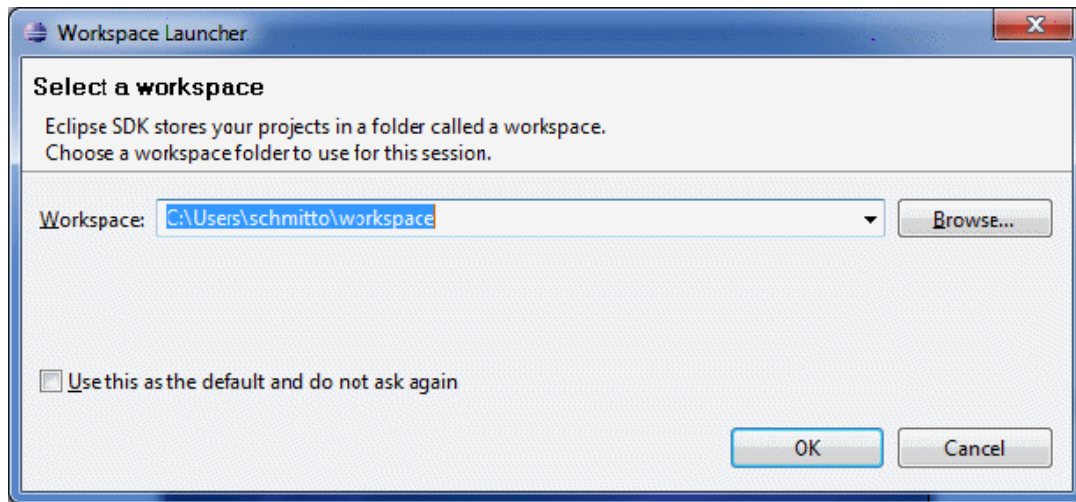 Workspace Launcher
Select a workspace
Eclipse SDK stores your projects in a folder called a workspace.
Choose a workspace folder to use for this session.
Workspace: C:\Users\schmitto\workspace Browse...
Use this as the default and do not ask again
OK Cancel